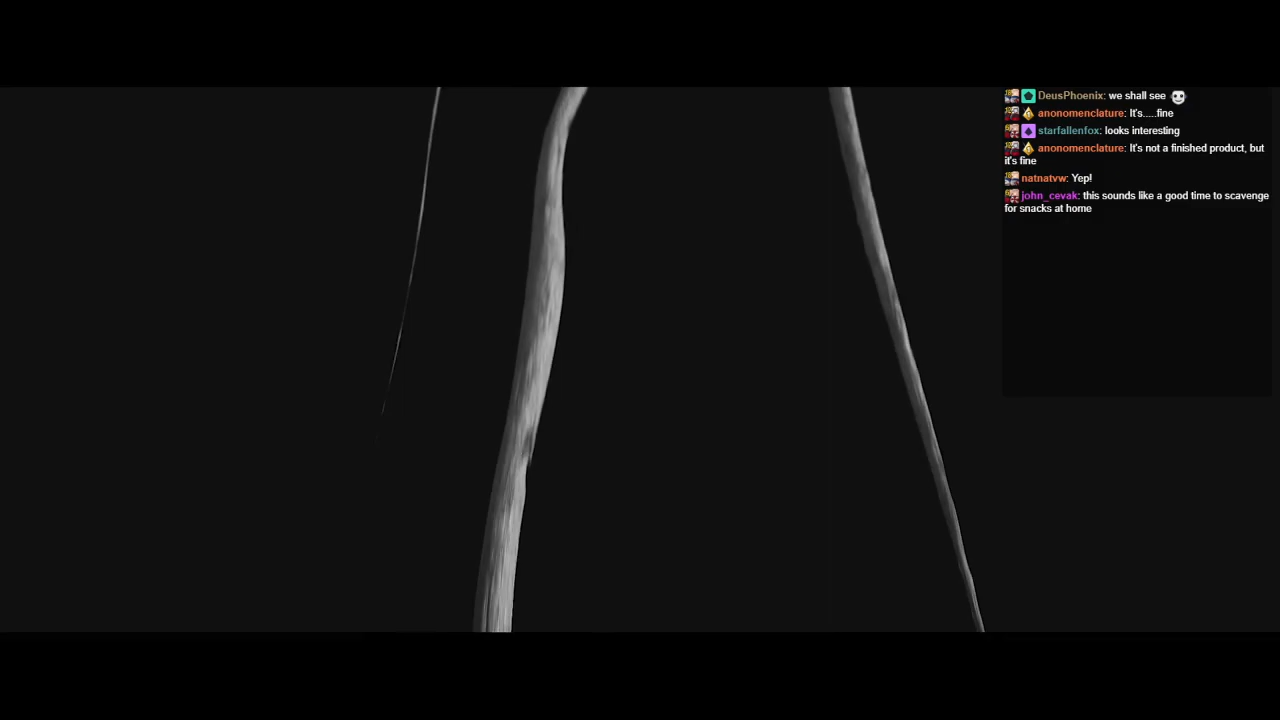 DeusPhoenix: we shall see
anonomenclature: It's.....fine
starfallenfox: looks interesting
anonomenclature: It's not a finished product, but
it's fine
natnatvw: Yep!
john_cevak: this sounds like a good time to scavenge
for snacks at home